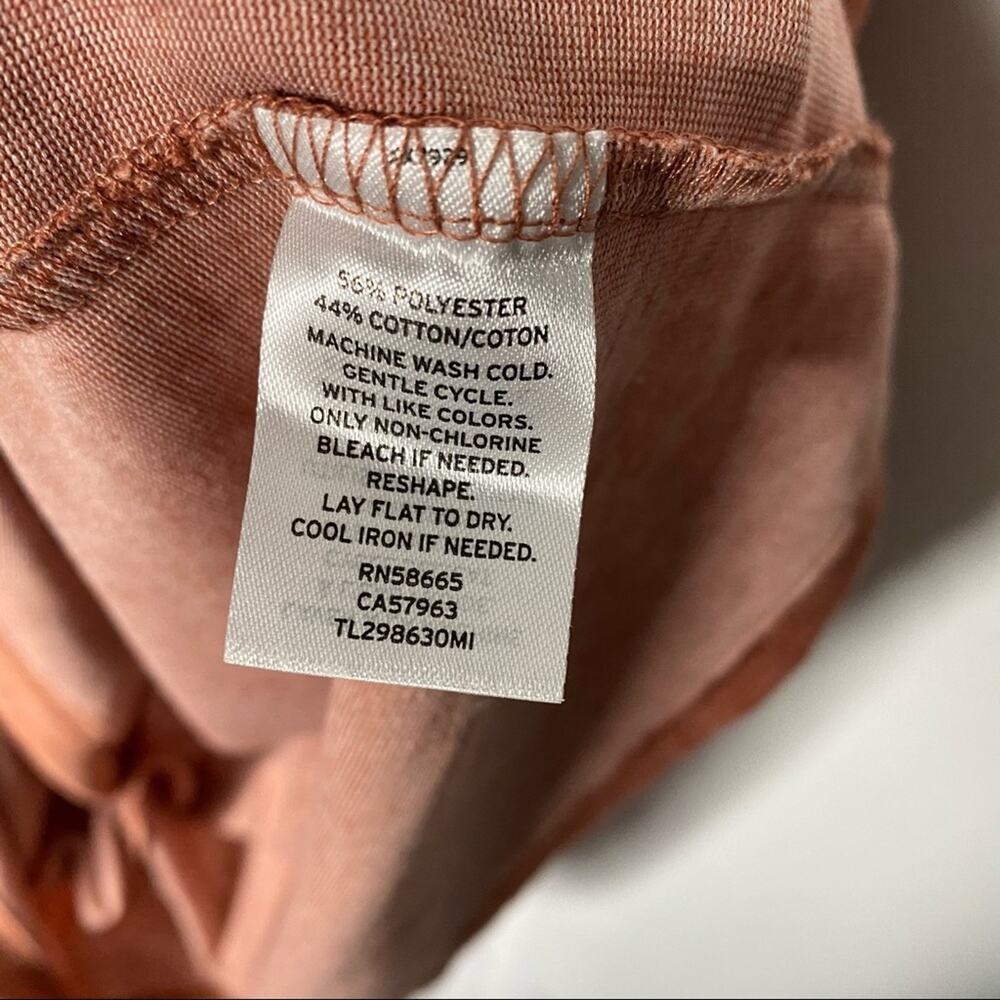 56% POLYESTER
44% COTTON/COTON
MACHINE WASH COLD.
GENTLE CYCLE.
WITH LIKE COLORS.
ONLY NON-CHLORINE
BLEACH IF NEEDED.
RESHAPE.
LAY FLAT TO DRY.
COOL IRON IF NEEDED.
RN58665
CA57963
TL298630MI